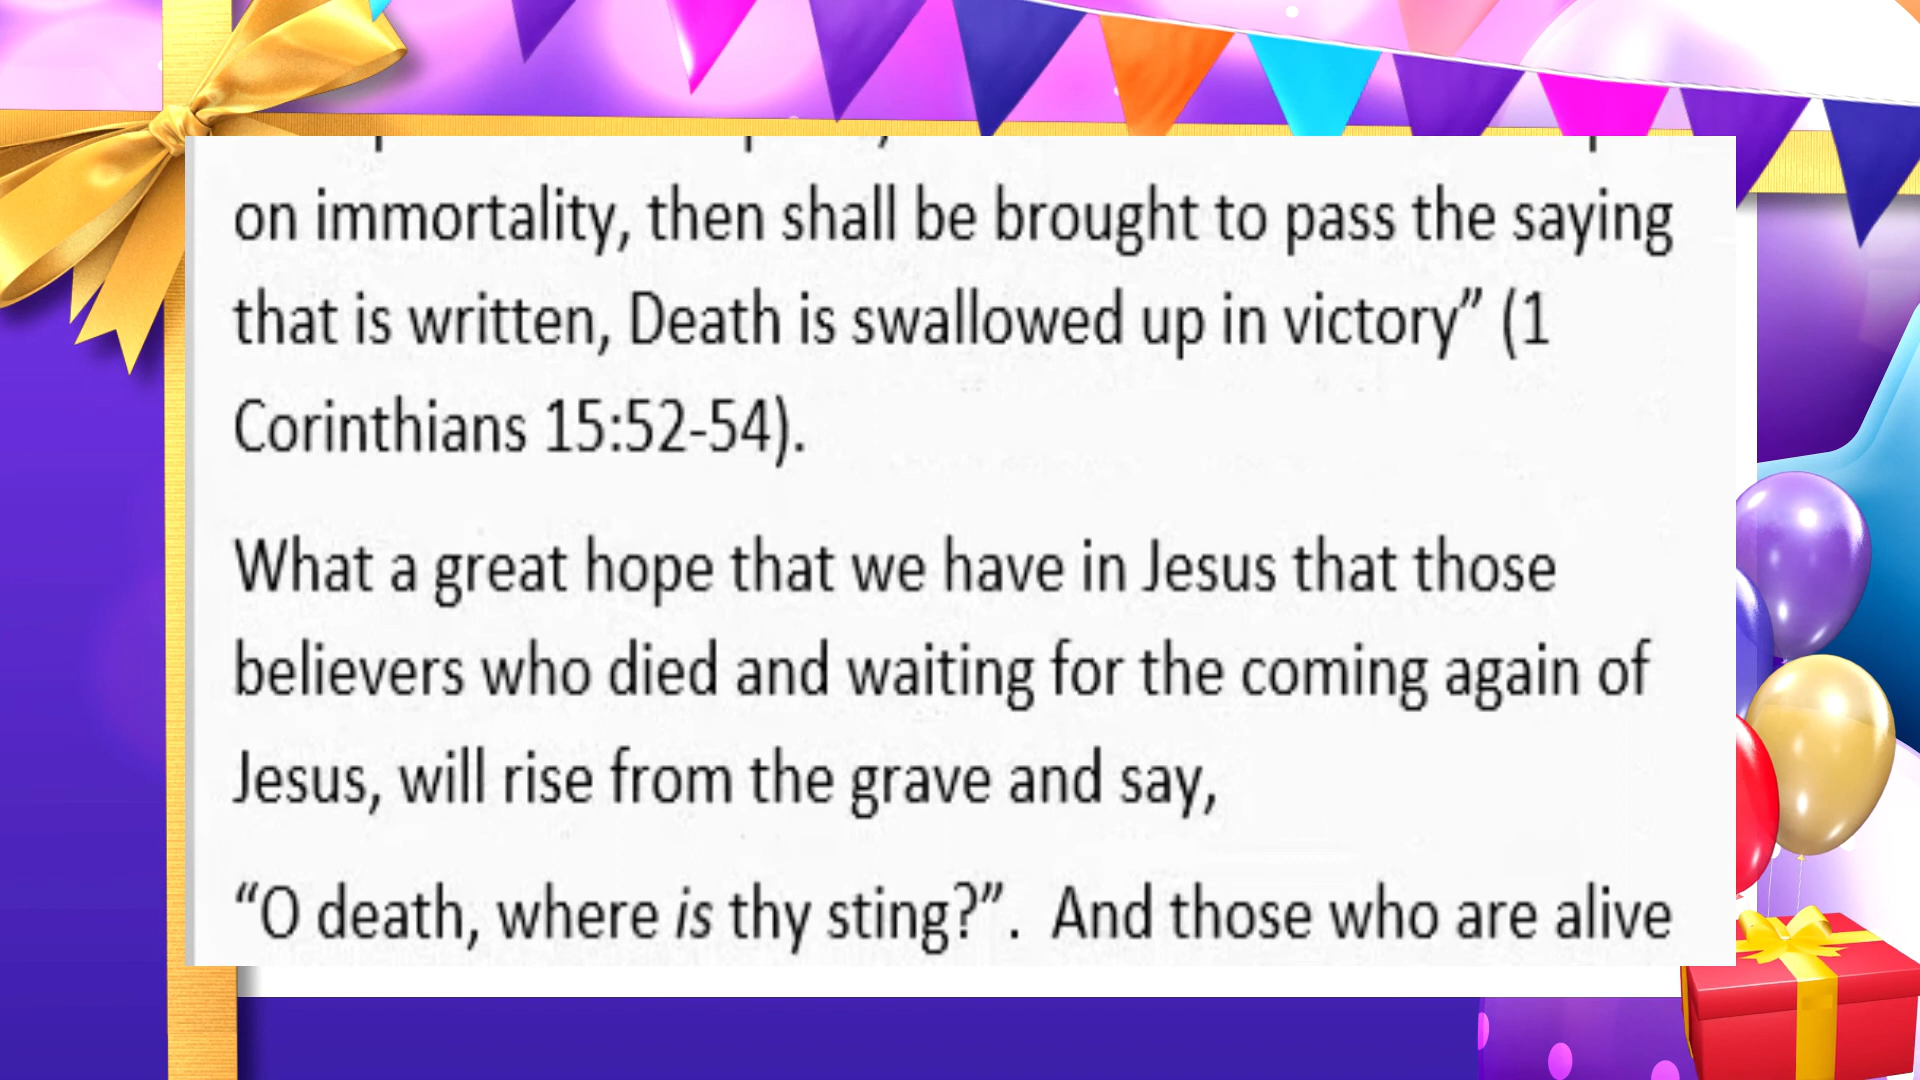 on immortality, then shall be brought to pass the saying
that is written, Death is swallowed up in victory” (1
Corinthians 15:52-54).
What a great hope that we have in Jesus that those
believers who died and waiting for the coming again of
Jesus, will rise from the grave and say,
“O death, where is thy sting?”.  And those who are alive